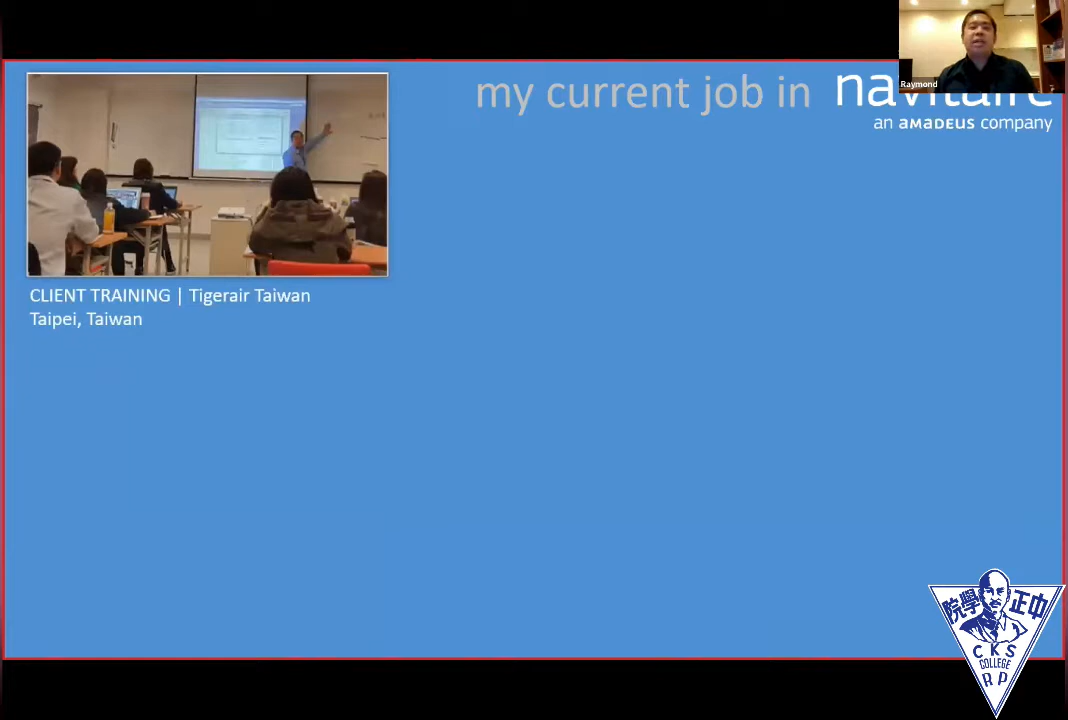 my current job in navitaire
an aMaDEUS company
Raymond
CLIENT TRAINING | Tigerair Taiwan
Taipei, Taiwan
院學 正中
CKS
COLLEGE
RP